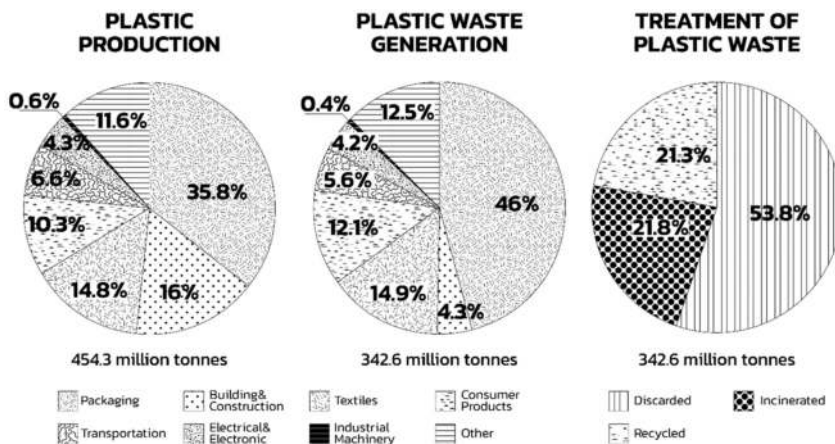 PLASTIC
PRODUCTION
0.6%
11.6%
4.3%
6.6%
35.8%
10.3%
14.8%
16%
454.3 million tonnes
PLASTIC WASTE
GENERATION
0.4%
12.5%
4.2%
5.6%
46%
12.1%
14.9%
4.3%
342.6 million tonnes
TREATMENT OF
PLASTIC WASTE
21.3%
53.8%
21.8%
342.6 million tonnes
Packaging
Building&
Construction
Textiles
Consumer
Products
Transportation
Electrical&
Electronic
Industrial
Machinery
Other
Discarded
Incinerated
Recycled